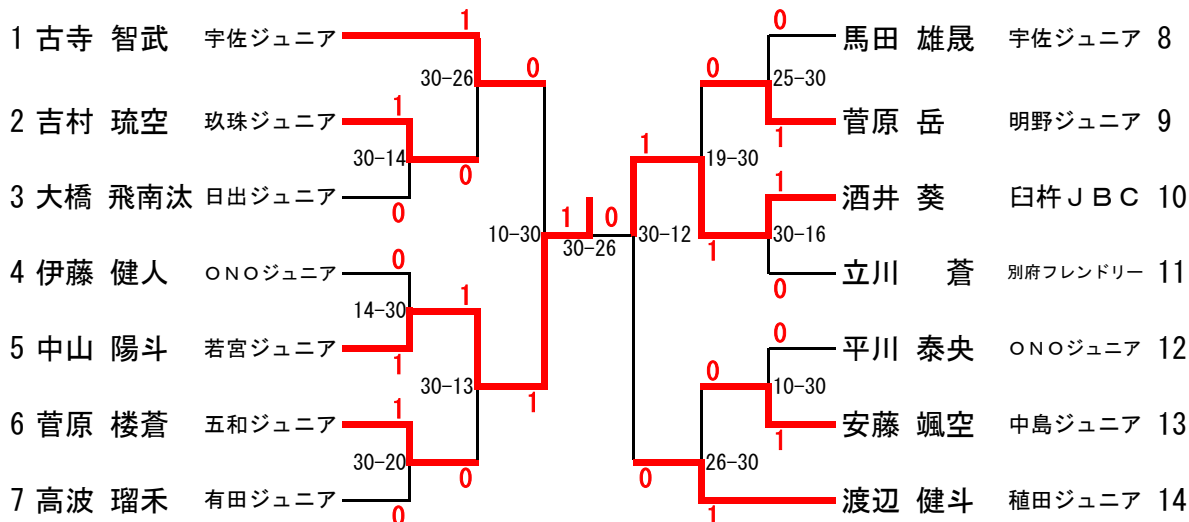 1 古寺 智武 宇佐ジュニア
2 吉村 琉空 玖珠ジュニア
3 大橋 飛南汰 日出ジュニア
4 伊藤 健人 ONOジュニア
5 中山 陽斗 若宮ジュニア
6 菅原 楼蒼 五和ジュニア
7 高波 瑠禾 有田ジュニア
1
30-26
0
1
30-14
0
0
10-30
0
1
14-30
1
30-13
1
1
30-20
0
0
1
0
30-26
馬田 雄晟 宇佐ジュニア 8
菅原 岳 明野ジュニア 9
酒井 葵 臼杵JBC 10
立川 蒼 別府フレンドリー 11
平川 泰央 ONOジュニア 12
安藤 颯空 中島ジュニア 13
渡辺 健斗 稙田ジュニア 14
0
0
25-30
1
1
19-30
1
30-12
1
30-16
0
0
0
10-30
1
0
26-30
1